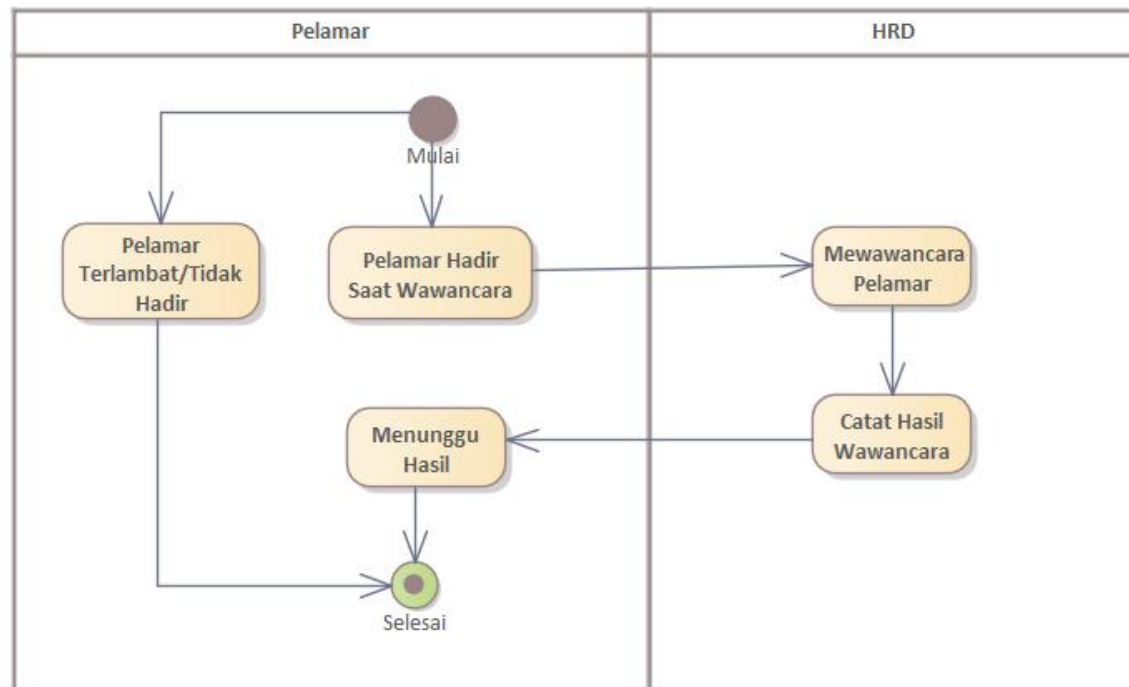 Pelamar
HRD
Mulai
Pelamar
Terlambat/Tidak
Hadir
Pelamar Hadir
Saat Wawancara
Mewawancara
Pelamar
Menunggu
Hasil
Catat Hasil
Wawancara
Selesai